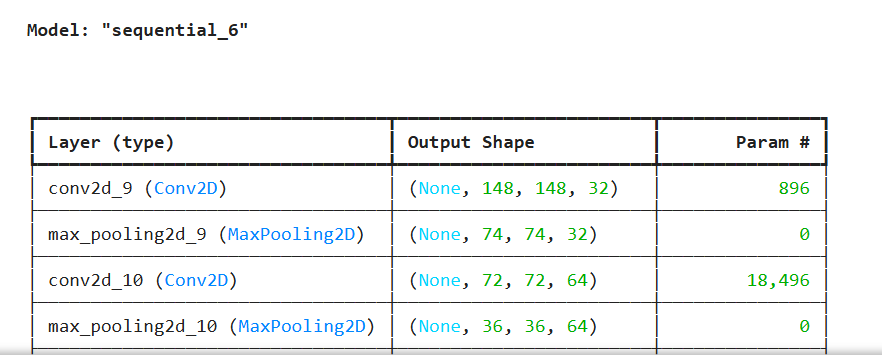 Model: "sequential_6"
Layer (type) Output Shape Param #
conv2d_9 (Conv2D) (None, 148, 148, 32) 896
max_pooling2d_9 (MaxPooling2D) (None, 74, 74, 32) 0
conv2d_10 (Conv2D) (None, 72, 72, 64) 18,496
max_pooling2d_10 (MaxPooling2D) (None, 36, 36, 64) 0